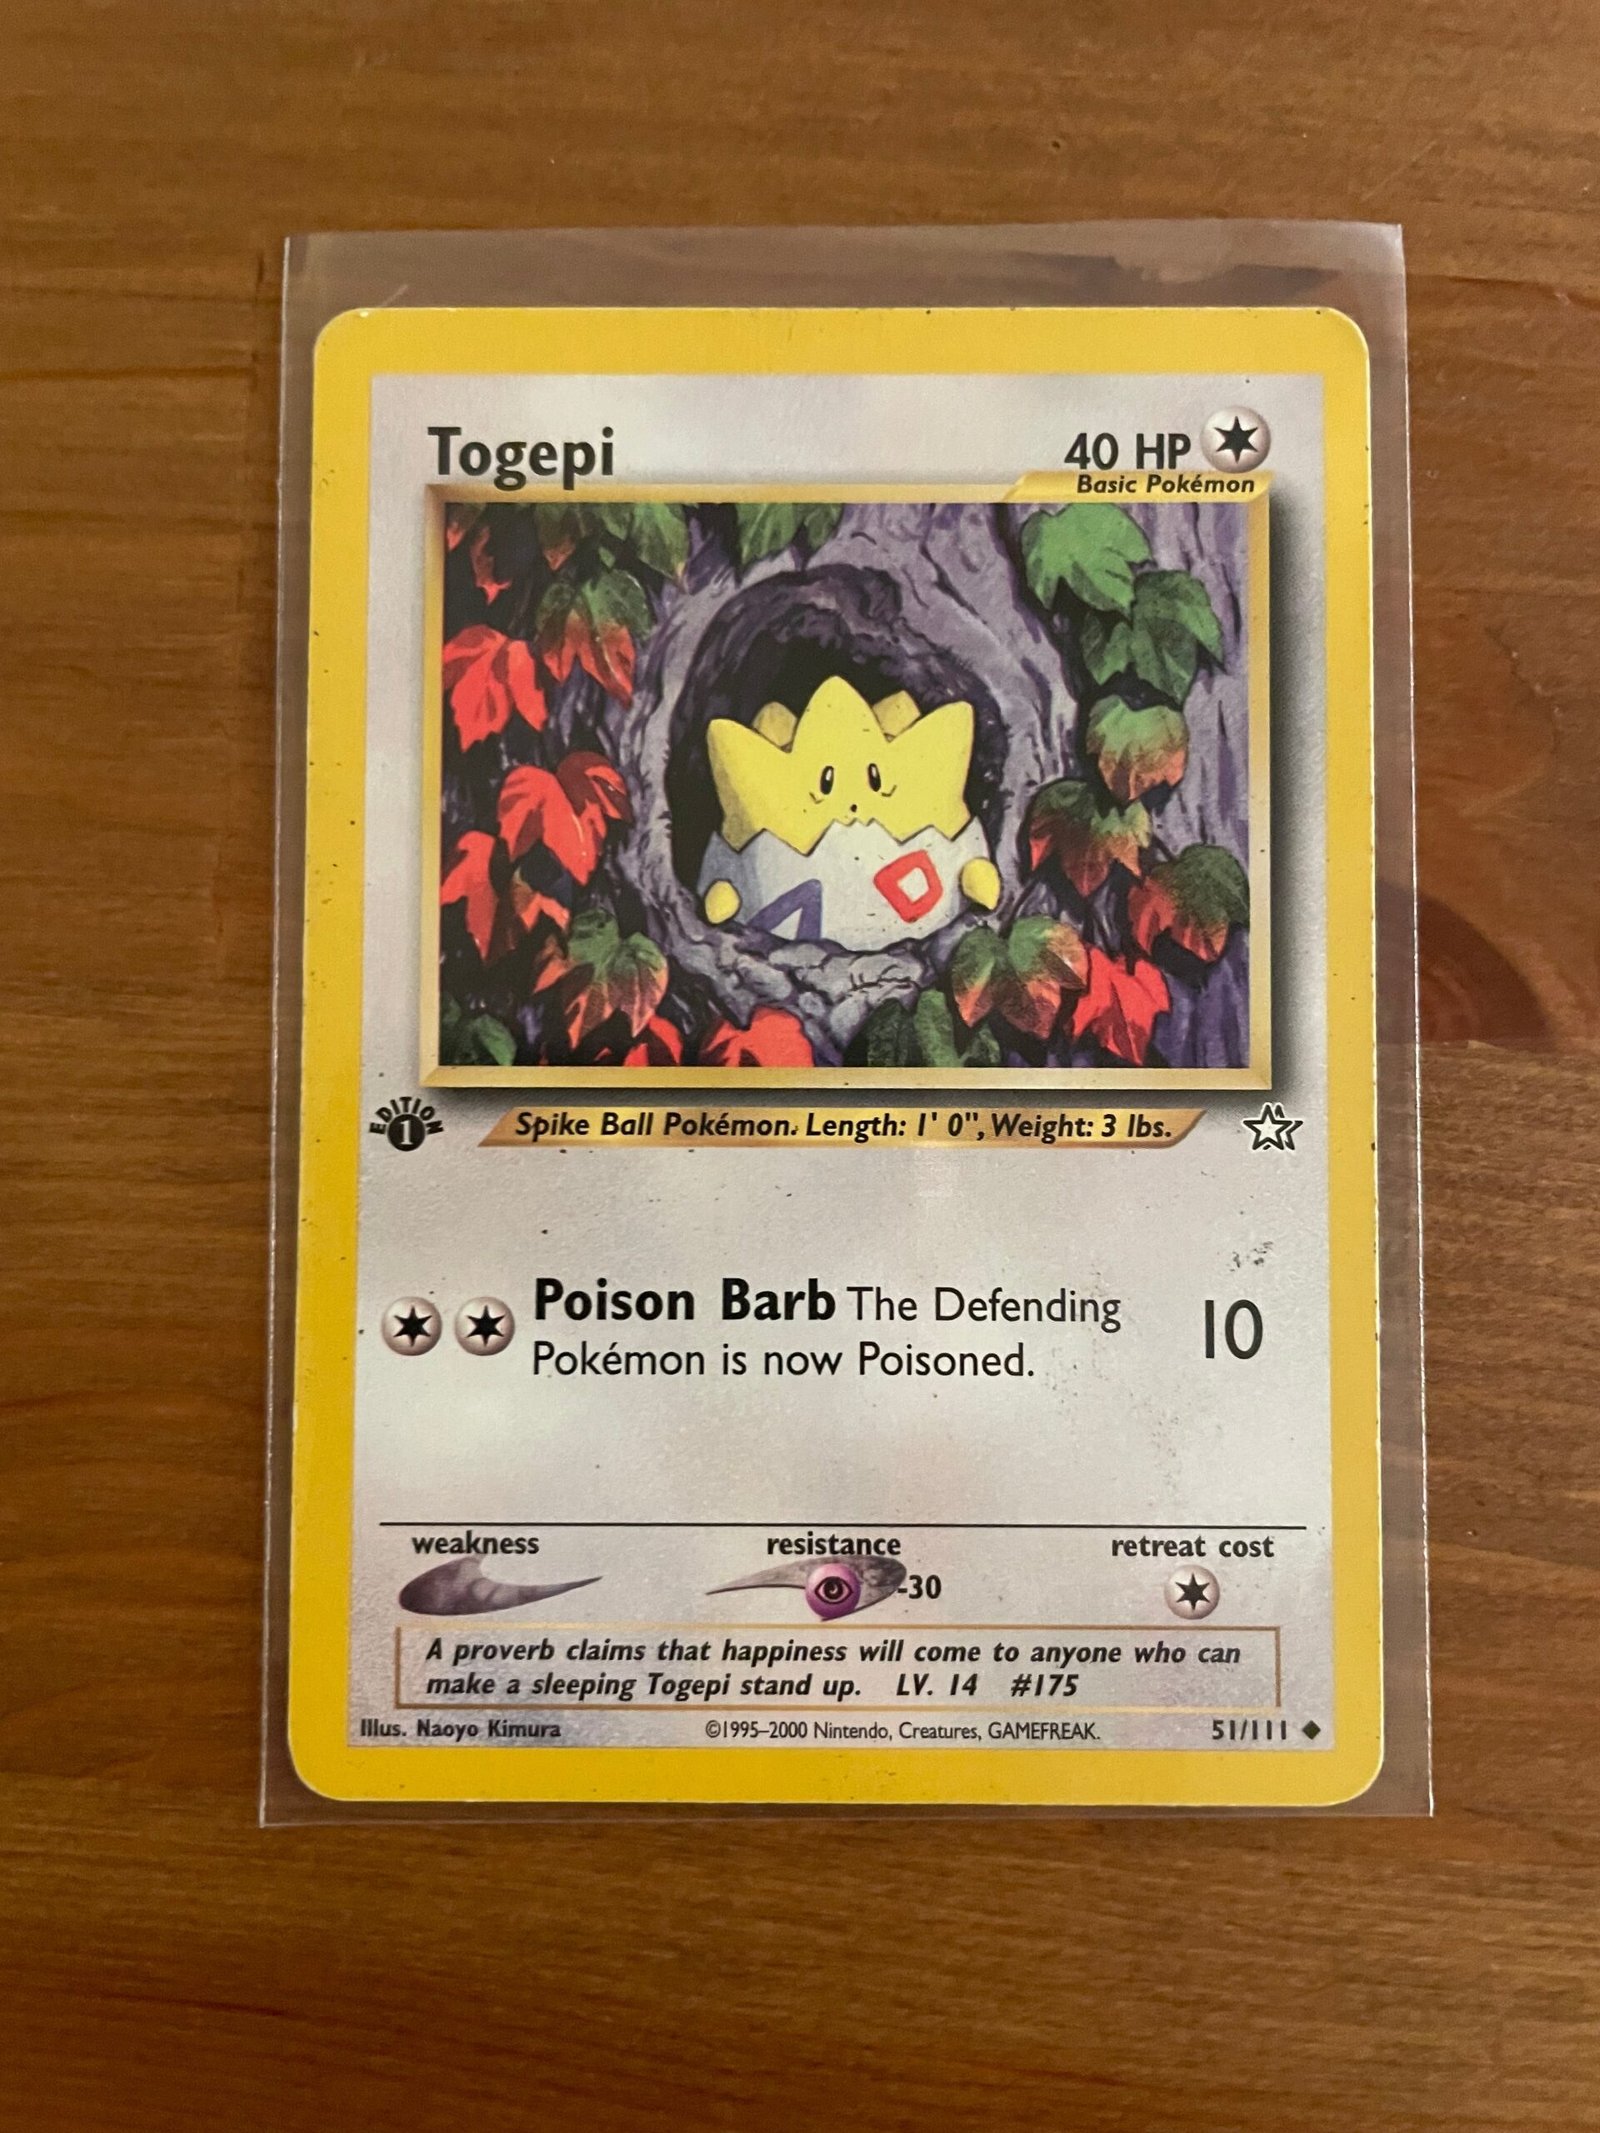 Togepi
40 HP
Basic Pokémon
EDITION
1
Spike Ball Pokémon. Length: 1' 0", Weight: 3 lbs.
Poison Barb The Defending
Pokémon is now Poisoned.
10
weakness
resistance
retreat cost
-30
A proverb claims that happiness will come to anyone who can
make a sleeping Togepi stand up. LV. 14 #175
Illus. Naoyo Kimura
©1995–2000 Nintendo, Creatures, GAMEFREAK.
51/111